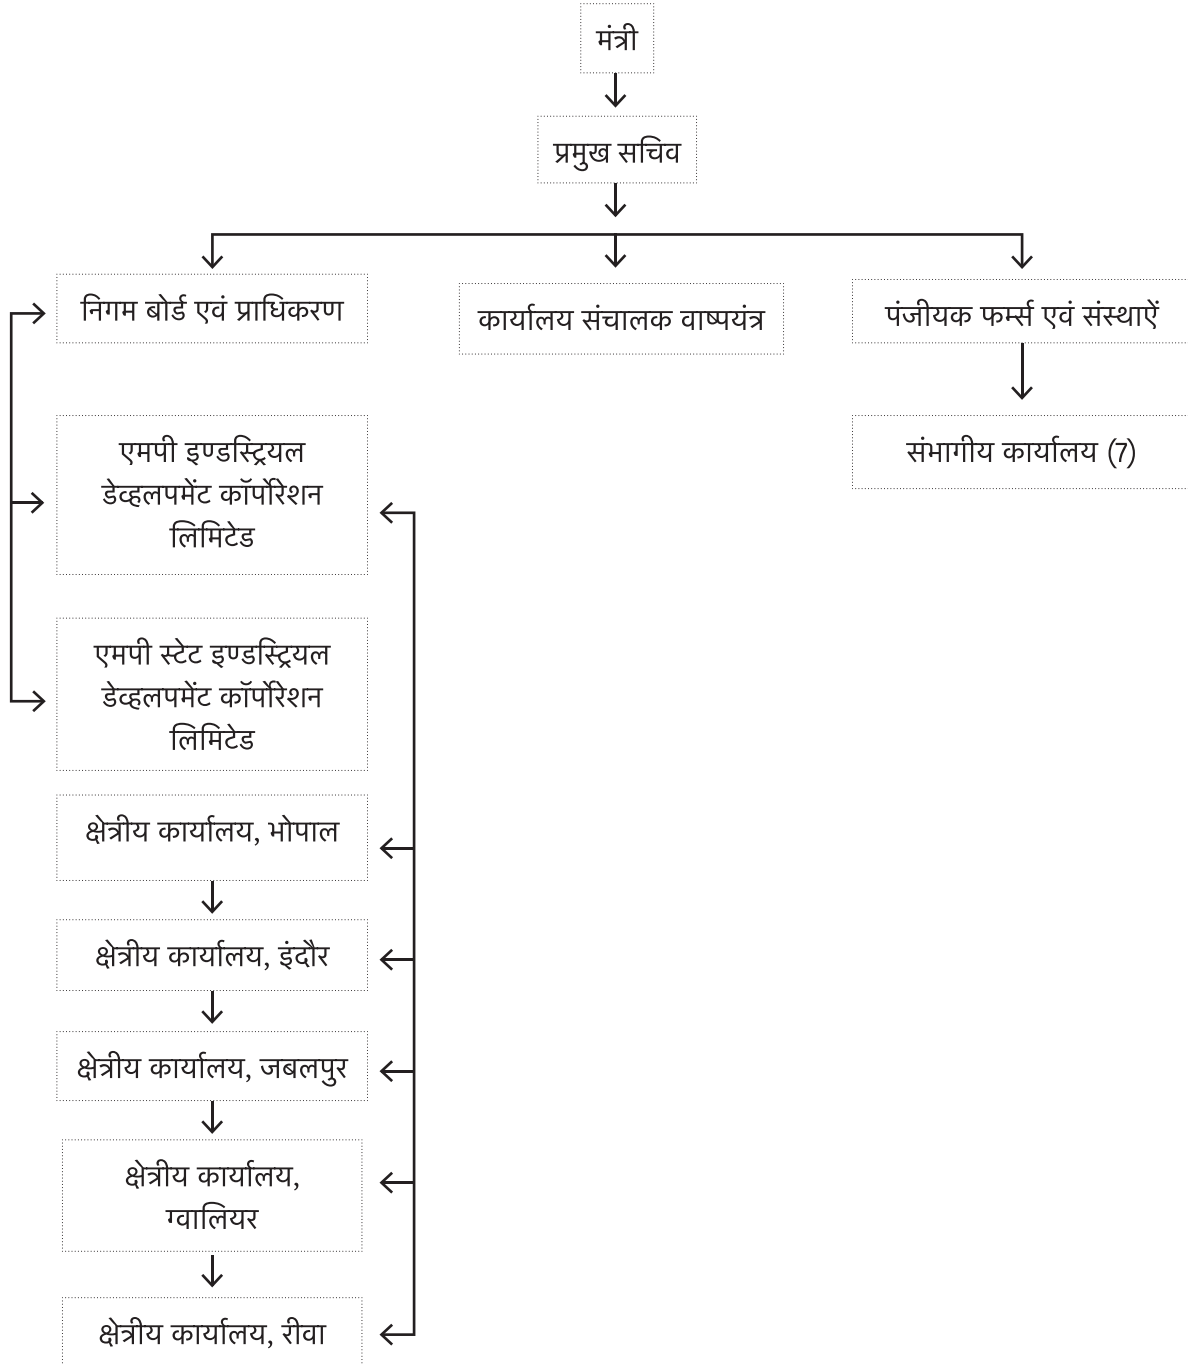 मंत्री
प्रमुख सचिव
निगम बोर्ड एवं प्राधिकरण
कार्यालय संचालक वाष्पयंत्र
पंजीयक फर्म्स एवं संस्थाऐं
एमपी इण्डस्ट्रियल
डेव्हलपमेंट कॉर्पोरेशन
लिमिटेड
संभागीय कार्यालय (7)
एमपी स्टेट इण्डस्ट्रियल
डेव्हलपमेंट कॉर्पोरेशन
लिमिटेड
क्षेत्रीय कार्यालय, भोपाल
क्षेत्रीय कार्यालय, इंदौर
क्षेत्रीय कार्यालय, जबलपुर
क्षेत्रीय कार्यालय,
ग्वालियर
क्षेत्रीय कार्यालय, रीवा